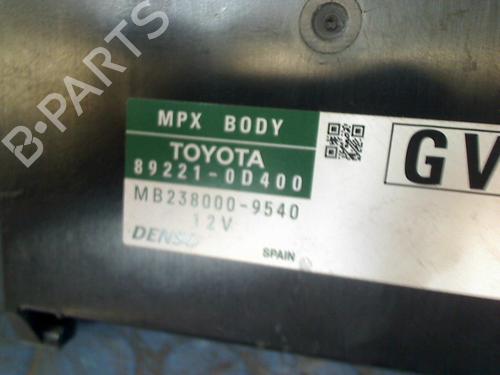 B-PARTS
MPX BODY
TOYOTA
89221-0D400
MB238000-9540
12V
DENSO
SPAIN
GV